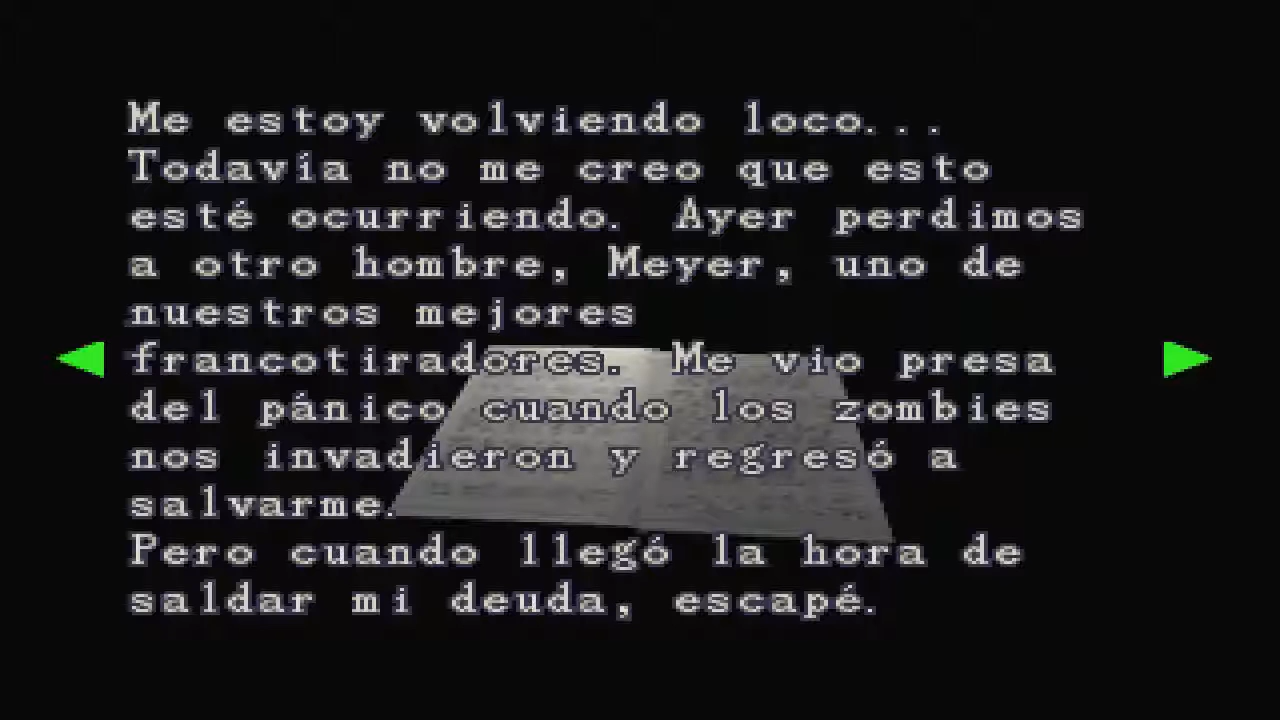 Me estoy volviendo loco...
Todavía no me creo que esto
esté ocurriendo. Ayer perdimos
a otro hombre, Meyer, uno de
nuestros mejores
francotiradores. Me vio presa
del pánico cuando los zombies
nos invadieron y regresó a
salvarme.
Pero cuando llegó la hora de
saldar mi deuda, escapé.